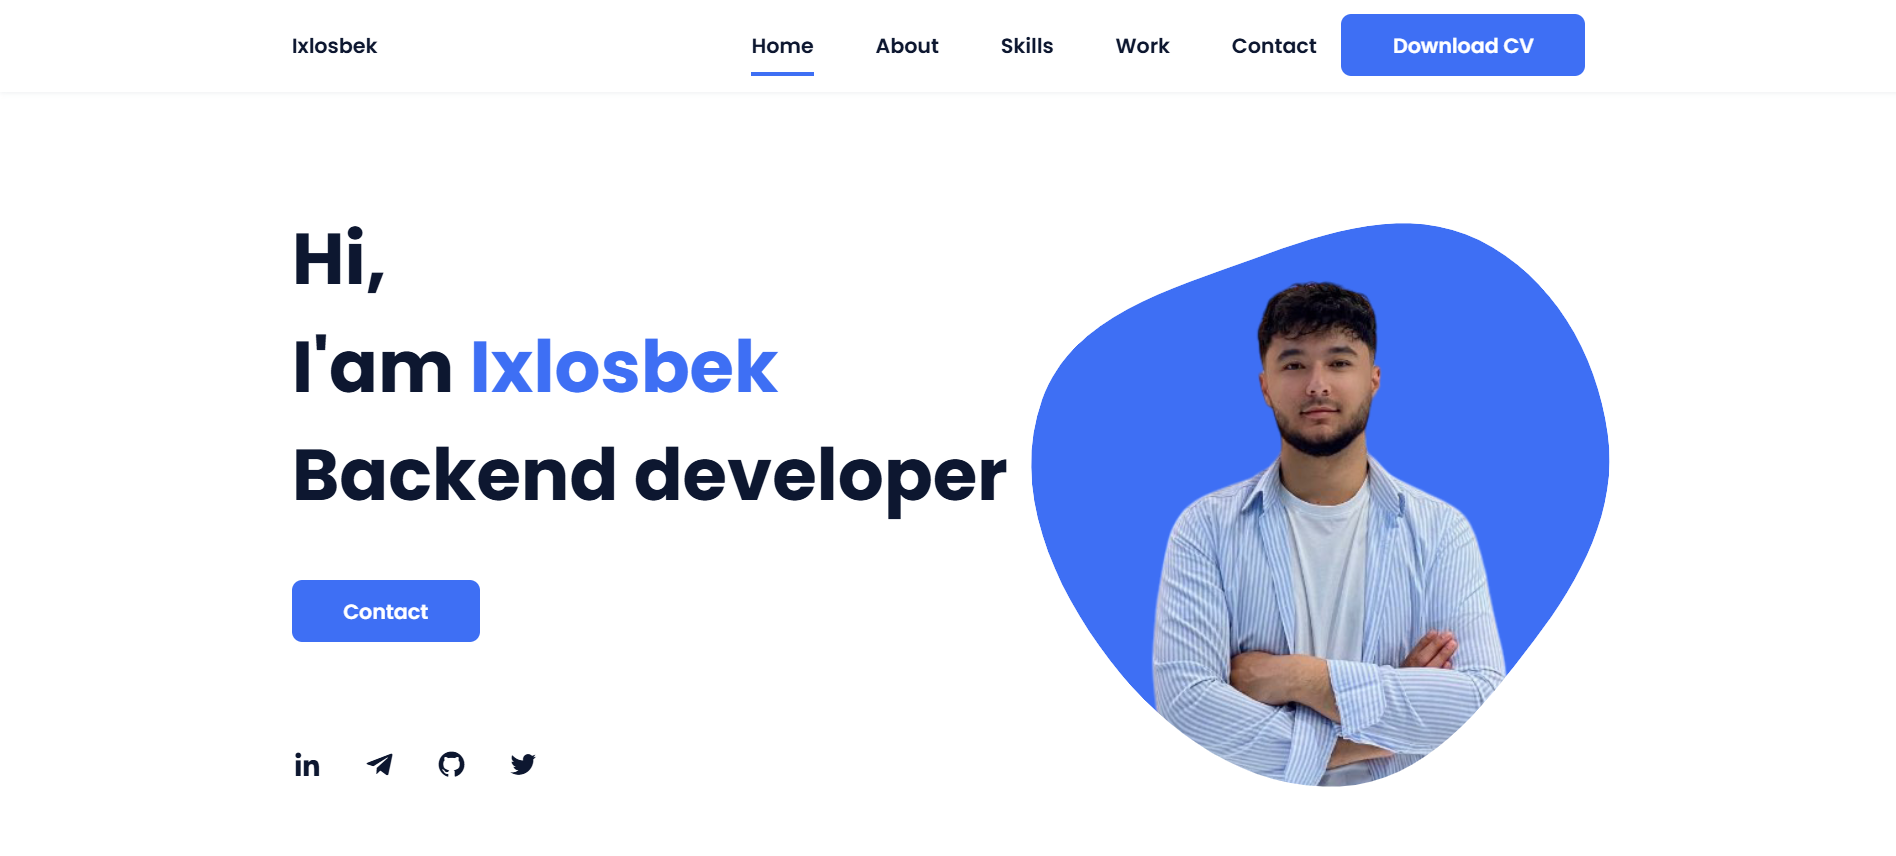 Ixlosbek
Home About Skills Work Contact Download CV
Hi,
I'am Ixlosbek
Backend developer
Contact
in